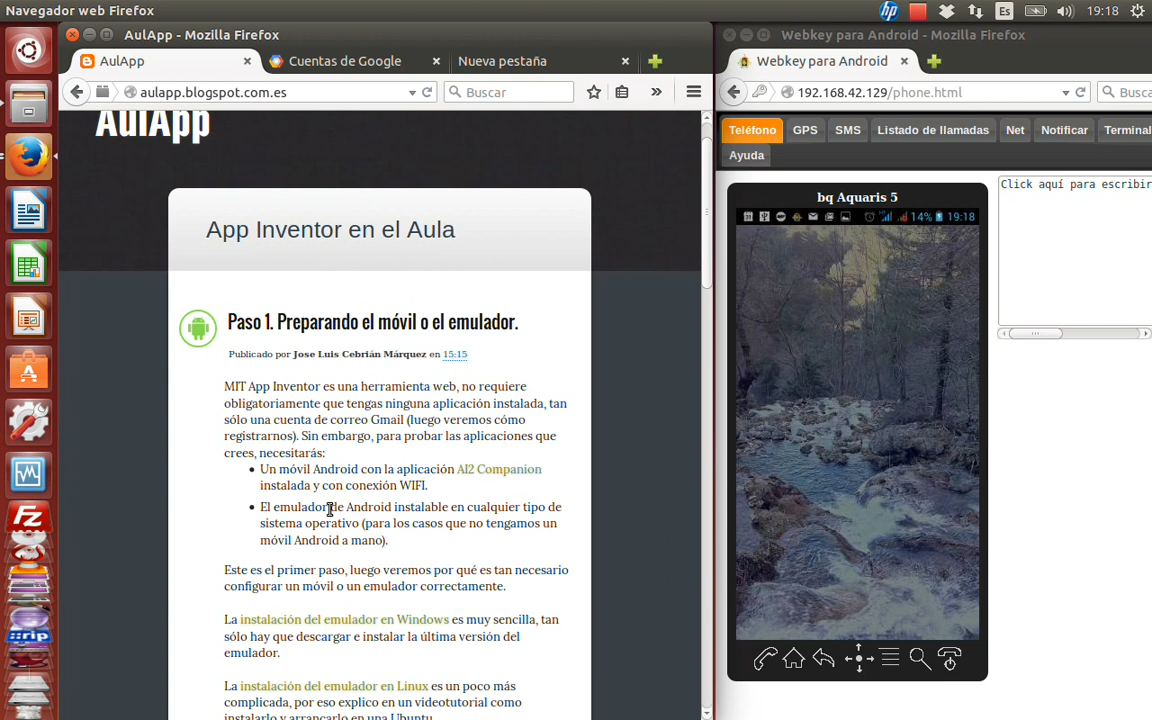 Navegador web Firefox
Es
19:18
AulApp - Mozilla Firefox
Webkey para Android - Mozilla Firefox
AulApp
Cuentas de Google
Nueva pestaña
Webkey para Android
aulapp.blogspot.com.es
Buscar
192.168.42.129/phone.html
Busca
Teléfono
GPS
SMS
Listado de llamadas
Net
Notificar
Terminal
Ayuda
AulApp
App Inventor en el Aula
Paso 1. Preparando el móvil o el emulador.
Publicado por Jose Luis Cebrián Márquez en 15:15
MIT App Inventor es una herramienta web, no requiere
obligatoriamente que tengas ninguna aplicación instalada, tan
sólo una cuenta de correo Gmail (luego veremos cómo
registrarnos). Sin embargo, para probar las aplicaciones que
crees, necesitarás:
Un móvil Android con la aplicación AI2 Companion
instalada y con conexión WIFI.
El emulador de Android instalable en cualquier tipo de
sistema operativo (para los casos que no tengamos un
móvil Android a mano).
Este es el primer paso, luego veremos por qué es tan necesario
configurar un móvil o un emulador correctamente.
La instalación del emulador en Windows es muy sencilla, tan
sólo hay que descargar e instalar la última versión del
emulador.
La instalación del emulador en Linux es un poco más
complicada, por eso explico en un videotutorial como
instalarlo y arrancarlo en una Ubuntu.
bq Aquaris 5
14% 19:18
Click aquí para escribir
hp
Fz
:rip